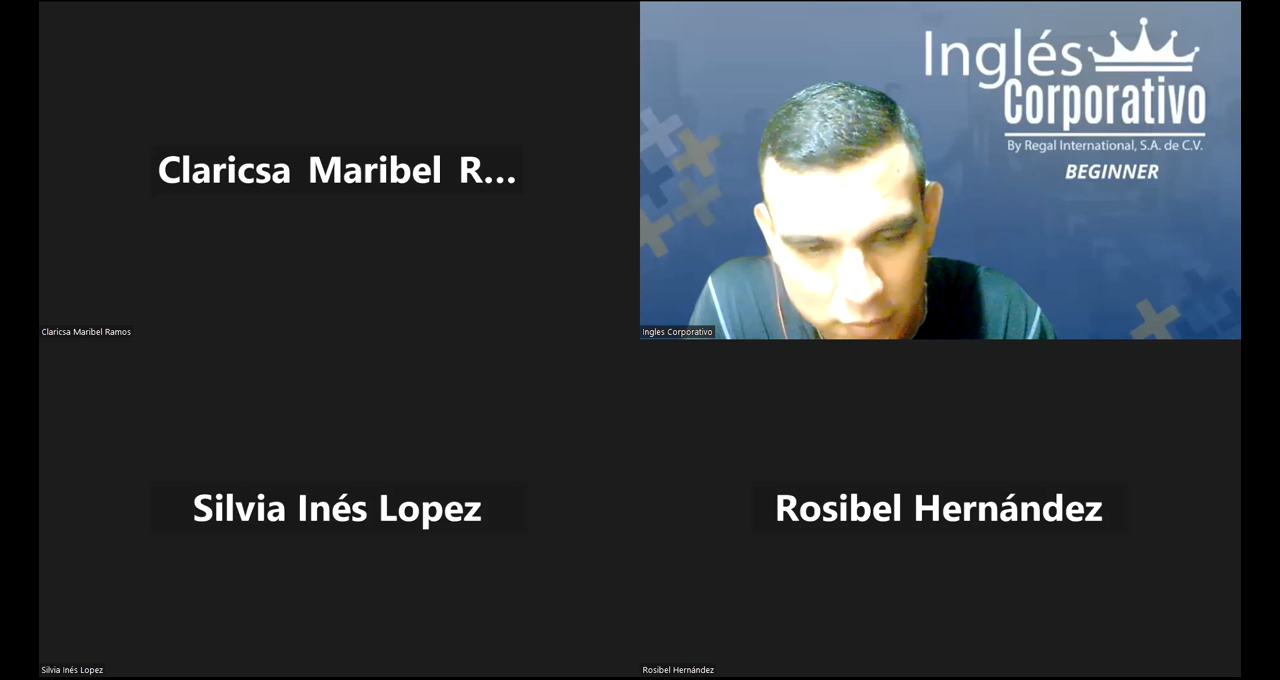 Claricsa Maribel R...
Claricsa Maribel Ramos
Inglés
Corporativo
By Regal International, S.A. de C.V.
BEGINNER
Ingles Corporativo
Silvia Inés Lopez
Silvia Inés Lopez
Rosibel Hernández
Rosibel Hernández